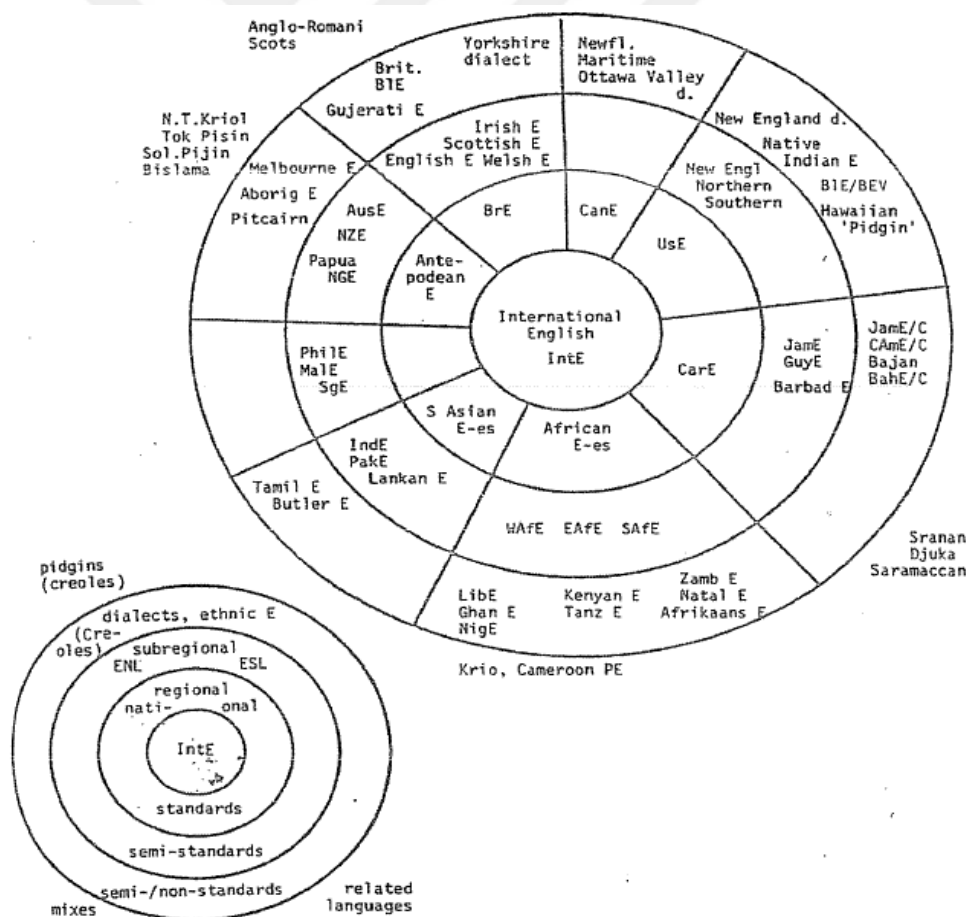 Anglo-Romani
Scots
Yorkshire
dialect
Brit.
BlE
Gujerati E
Newfl.
Maritime
Ottawa Valley
d.
N.T.Kriol
Tok Pisin
Sol.Pijin
Bislama
Irish E
Scottish E
English E Welsh E
New England d.
Native
Indian E
BlE/BEV
Hawaiian
'Pidgin'
Melbourne E
Aborig E
Pitcairn
New Engl
Northern
Southern
AusE
NZE
Papua
NGE
BrE
CanE
UsE
Ante-
podean
E
International
English
IntE
PhilE
MalE
SgE
CarE
JamE
GuyE
Barbad E
JamE/C
CAmE/C
Bajan
BahE/C
S Asian
E-es
African
E-es
IndE
PakE
Lankan E
Tamil E
Butler E
WAfE EAfE SAfE
Sranan
Djuka
Saramaccan
LibE
Ghan E
NigE
Kenyan E
Tanz E
Zamb E
Natal E
Afrikaans E
Krio, Cameroon PE
pidgins
(creoles)
dialects, ethnic E
(Cre-
oles)
subregional
ENL ESL
regional
nati- onal
IntE
standards
semi-standards
semi-/non-standards
mixes
related
languages